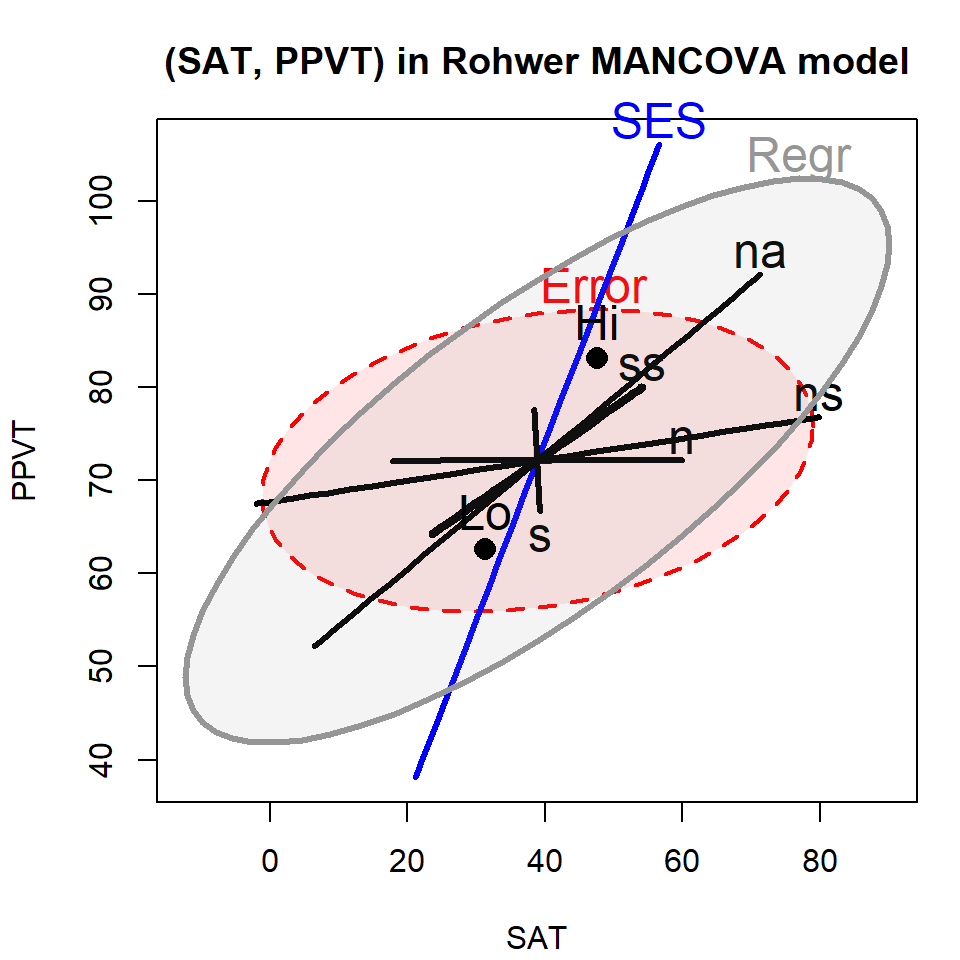 (SAT, PPVT) in Rohwer MANCOVA model
SES
Regr
na
Error
Hi
ss
ns
n
Lo
s
PPVT
100
90
80
70
60
50
40
0 20 40 60 80
SAT